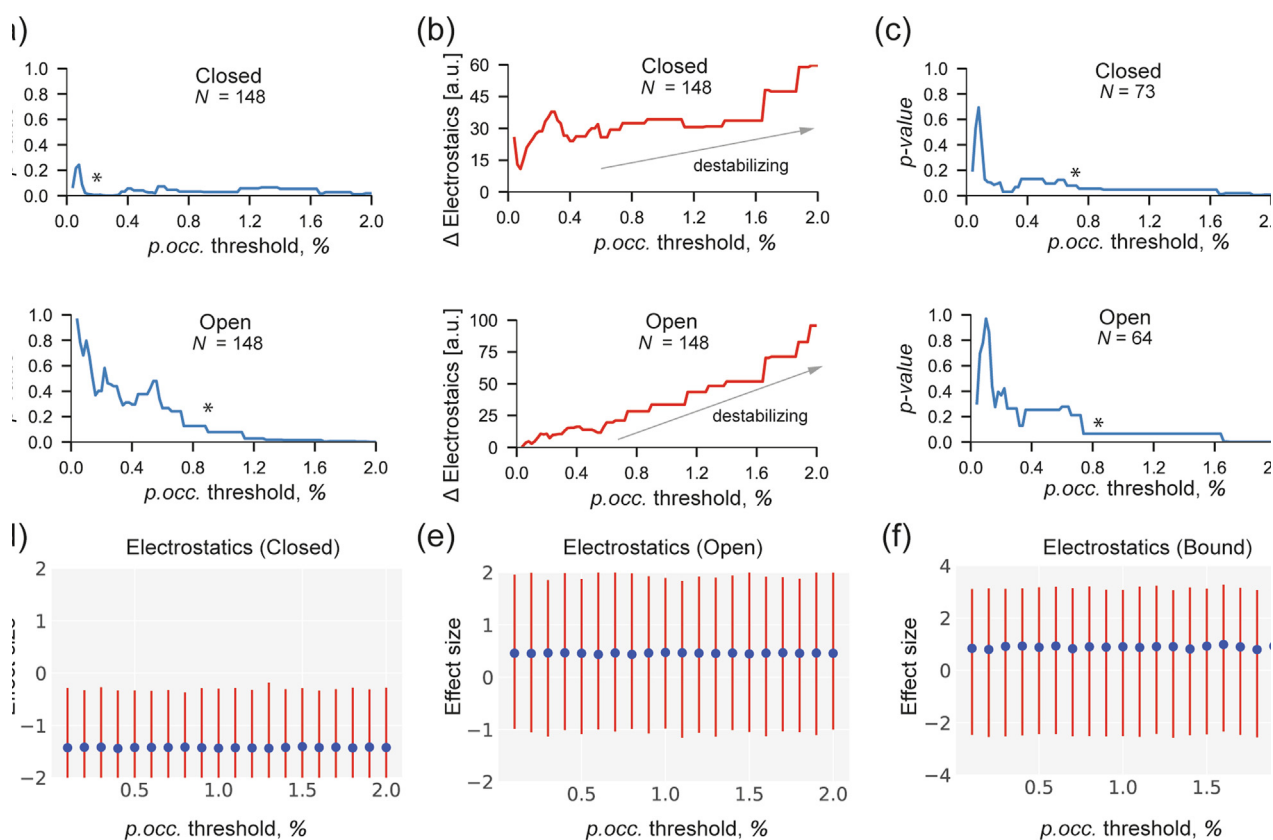 (b)
(c)
Closed
N = 148
1.0
0.8
0.6
0.4
0.2
0.0
*
0.0 0.4 0.8 1.2 1.6 2.0
p.occ. threshold, %
Δ Electrostaics [a.u.]
60
45
30
15
0
Closed
N = 148
destabilizing
0.0 0.4 0.8 1.2 1.6 2.0
p.occ. threshold, %
p-value
1.0
0.8
0.6
0.4
0.2
0.0
Closed
N = 73
*
0.0 0.4 0.8 1.2 1.6
p.occ. threshold, %
1.0
0.8
0.6
0.4
0.2
0.0
Open
N = 148
*
0.0 0.4 0.8 1.2 1.6 2.0
p.occ. threshold, %
Δ Electrostaics [a.u.]
100
75
50
25
0
Open
N = 148
destabilizing
0.0 0.4 0.8 1.2 1.6 2.0
p.occ. threshold, %
p-value
1.0
0.8
0.6
0.4
0.2
0.0
Open
N = 64
*
0.0 0.4 0.8 1.2 1.6
p.occ. threshold, %
Electrostatics (Closed)
2
1
0
−1
−2
0.5 1.0 1.5 2.0
p.occ. threshold, %
(e)
Electrostatics (Open)
Effect size
2
1
0
−1
−2
0.5 1.0 1.5 2.0
p.occ. threshold, %
(f)
Electrostatics (Bound)
Effect size
4
2
0
−2
−4
0.5 1.0 1.5
p.occ. threshold, %